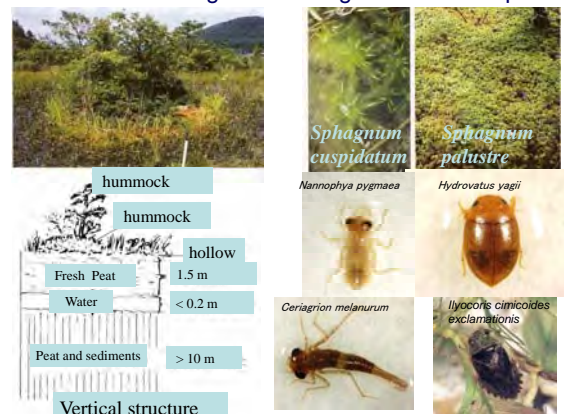 Sphagnum
cuspidatum
Sphagnum
palustre
hummock
hummock
hollow
Fresh Peat
1.5 m
Water
< 0.2 m
Peat and sediments
> 10 m
Vertical structure
Nannophya pygmaea
Hydrovatus yagii
Ceriagrion melanurum
Ilyocoris cimicoides
exclamationis